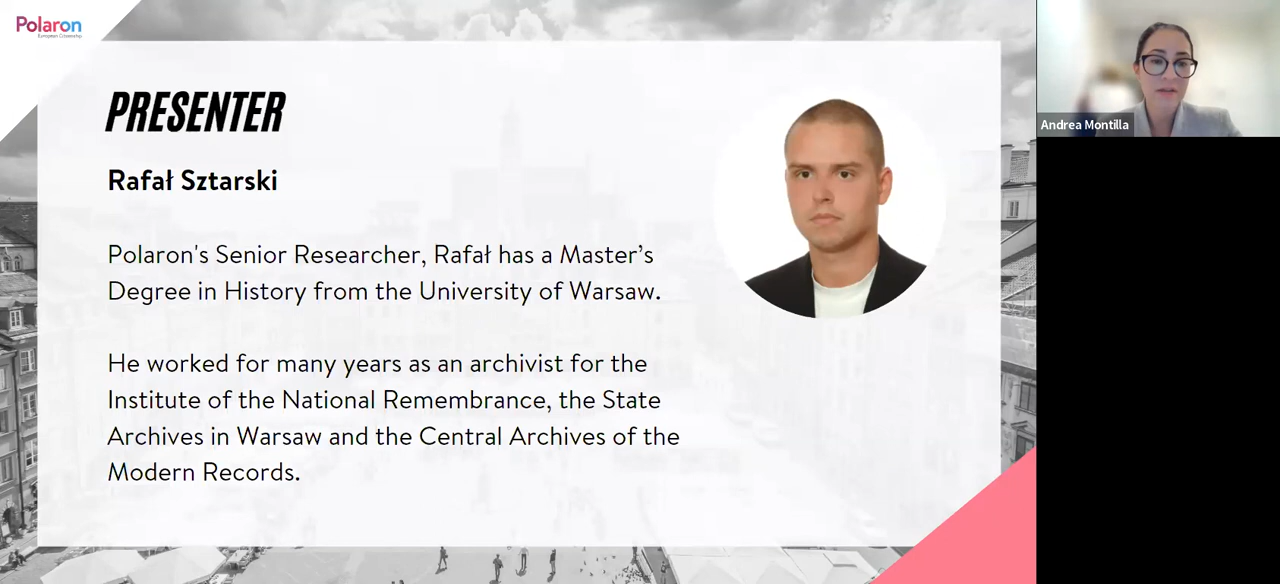 Polaron
European Citizenship
PRESENTER
Rafał Sztarski
Polaron's Senior Researcher, Rafał has a Master’s
Degree in History from the University of Warsaw.
He worked for many years as an archivist for the
Institute of the National Remembrance, the State
Archives in Warsaw and the Central Archives of the
Modern Records.
Andrea Montilla